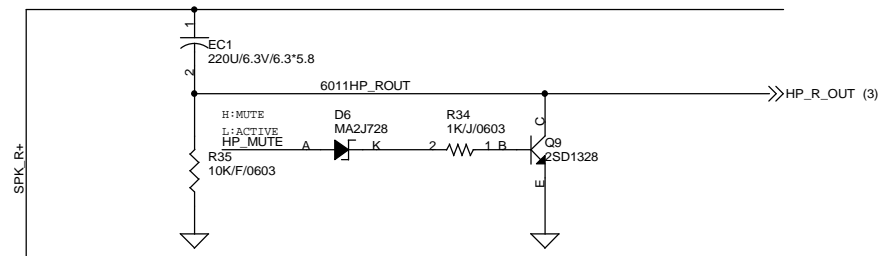 1
EC1
220U/6.3V/6.3*5.8
2
6011HP_ROUT
HP_R_OUT (3)
H:MUTE
L:ACTIVE
HP_MUTE
A
D6
MA2J728
K
R34
1K/J/0603
2
1
B
C
Q9
2SD1328
E
R35
10K/F/0603
SPK_R+